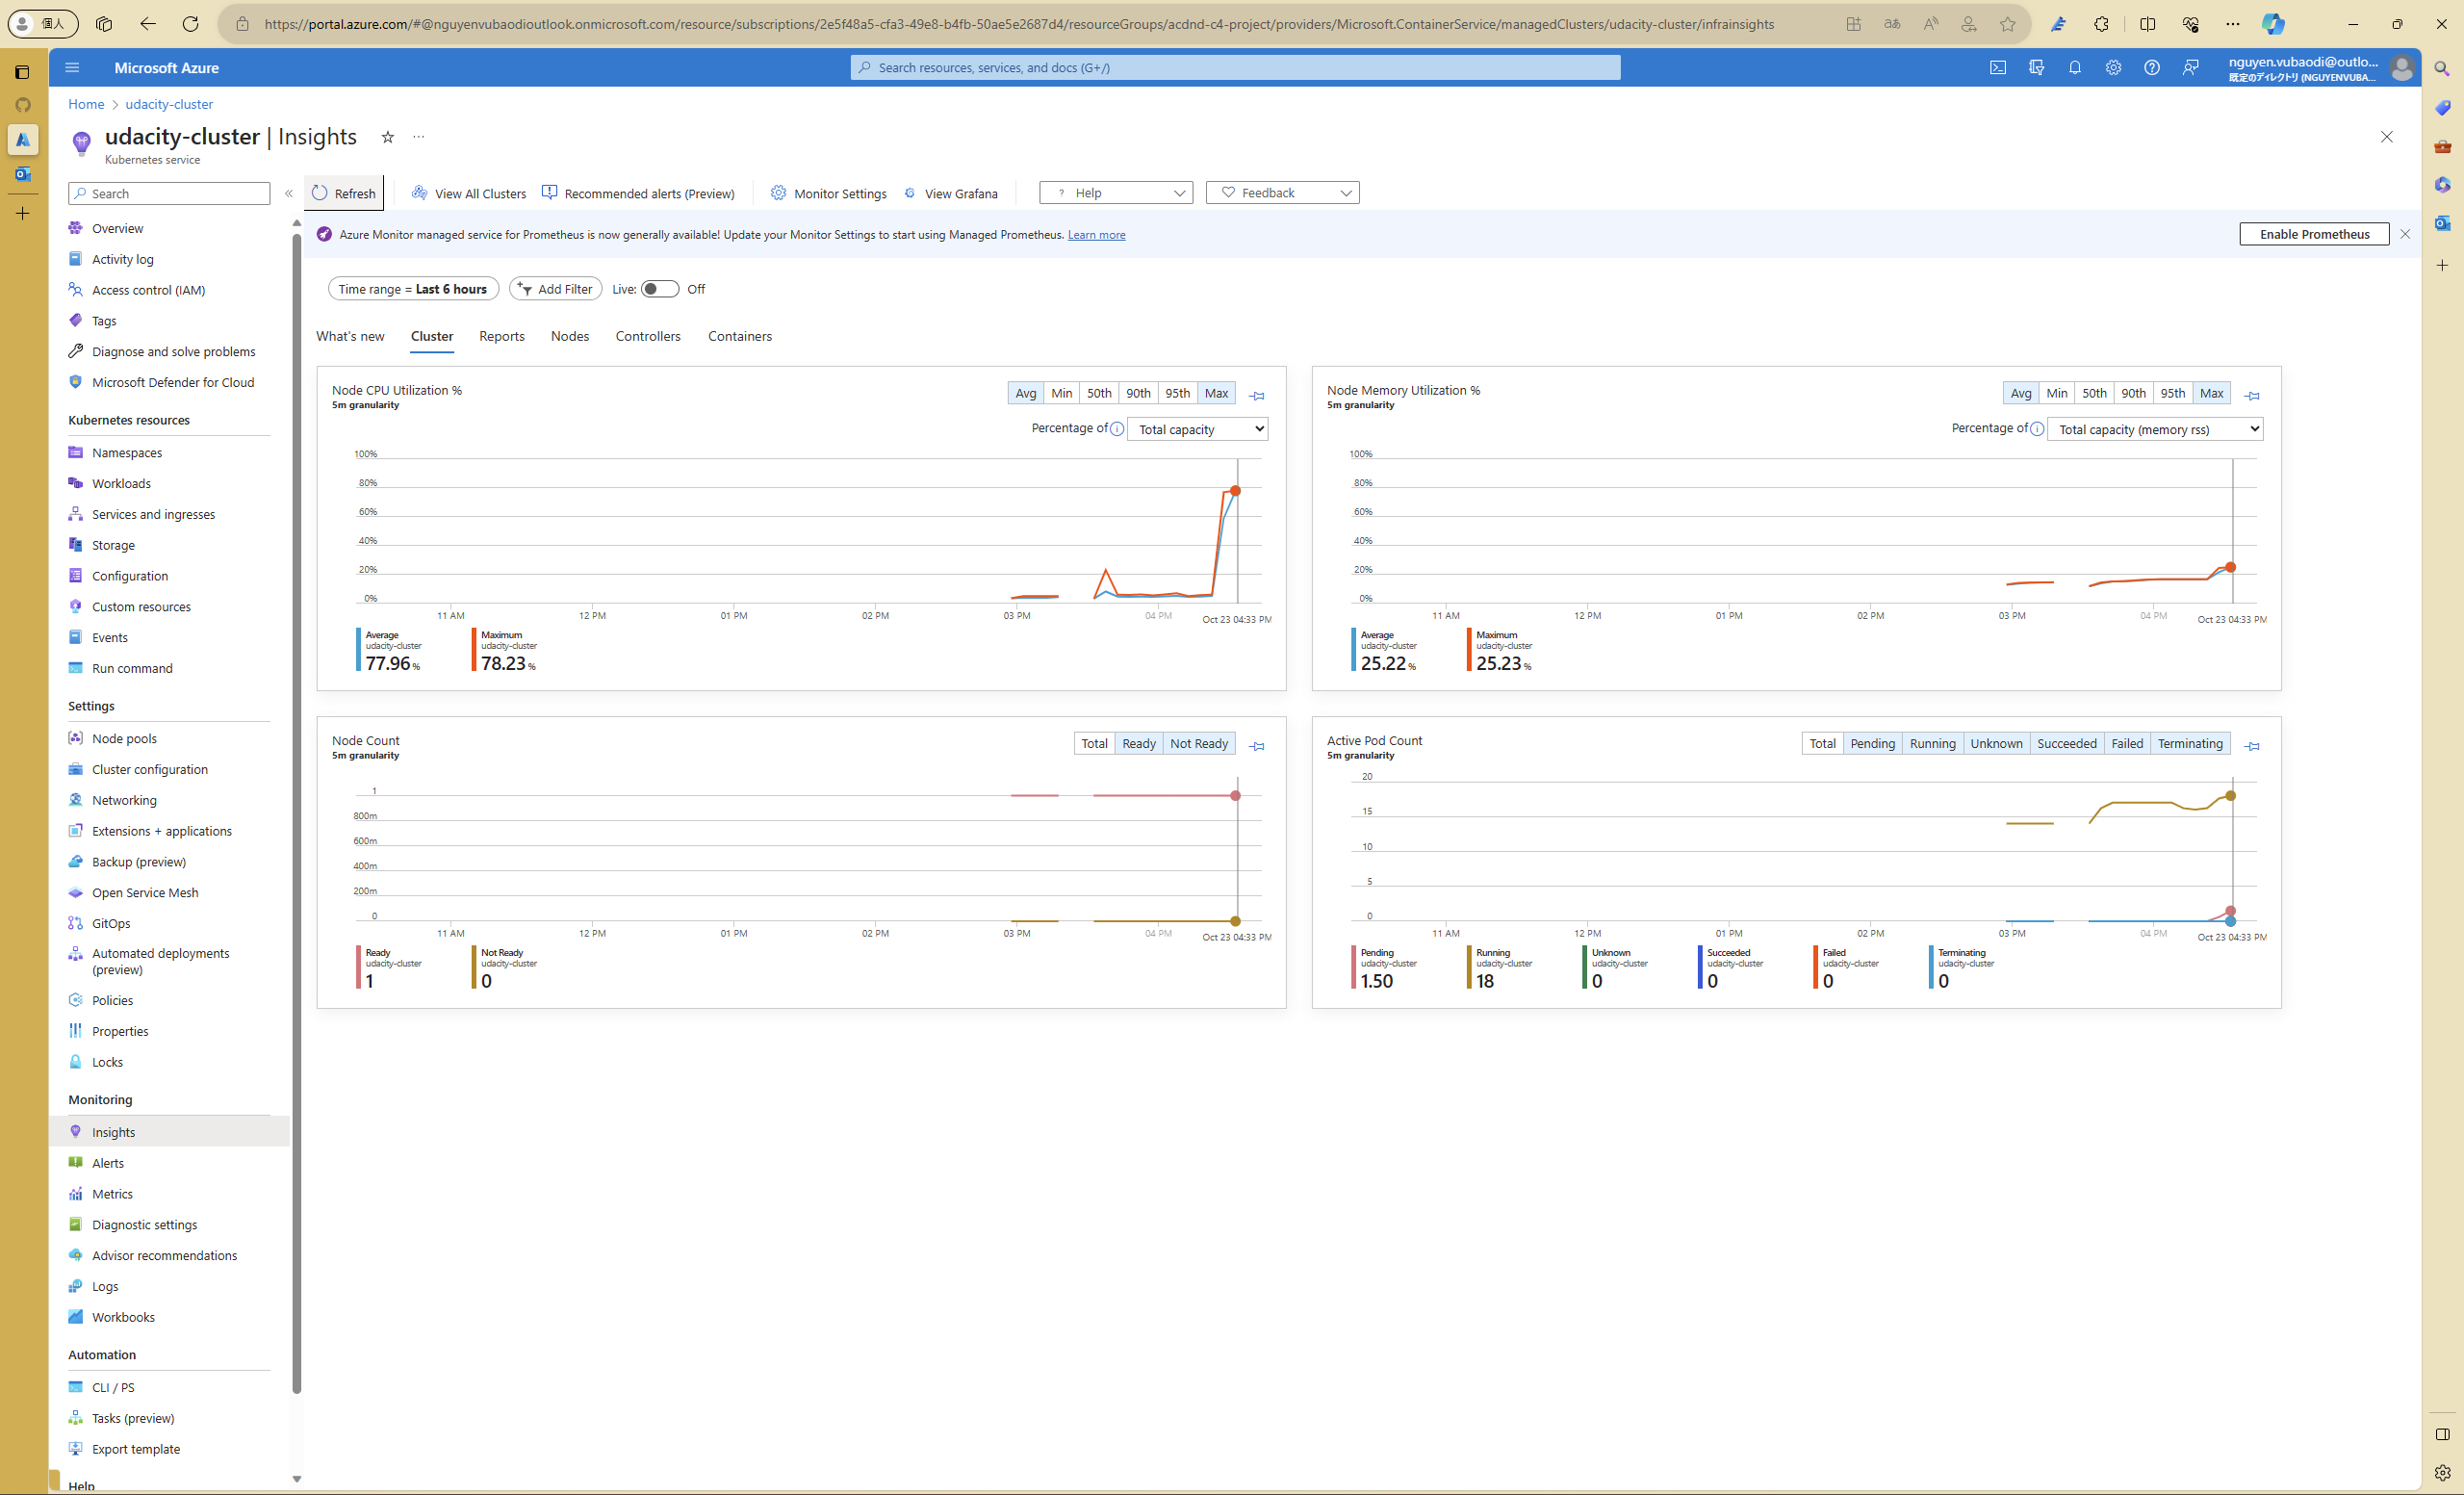 個人
https://portal.azure.com/#@nguyenvubaodioutlook.onmicrosoft.com/resource/subscriptions/2e5f48a5-cfa3-49e8-b4fb-50ae5e2687d4/resourceGroups/acdnd-c4-project/providers/Microsoft.ContainerService/managedClusters/udacity-cluster/infrainsights
Microsoft Azure
Search resources, services, and docs (G+/)
nguyen.vubaodi@outlo...
既定のディレクトリ (NGUYENVUBA...
Home > udacity-cluster
udacity-cluster | Insights
Kubernetes service
Search
Overview
Activity log
Access control (IAM)
Tags
Diagnose and solve problems
Microsoft Defender for Cloud
Kubernetes resources
Namespaces
Workloads
Services and ingresses
Storage
Configuration
Custom resources
Events
Run command
Settings
Node pools
Cluster configuration
Networking
Extensions + applications
Backup (preview)
Open Service Mesh
GitOps
Automated deployments
(preview)
Policies
Properties
Locks
Monitoring
Insights
Alerts
Metrics
Diagnostic settings
Advisor recommendations
Logs
Workbooks
Automation
CLI / PS
Tasks (preview)
Export template
Help
Refresh View All Clusters Recommended alerts (Preview) Monitor Settings View Grafana ? Help Feedback
Azure Monitor managed service for Prometheus is now generally available! Update your Monitor Settings to start using Managed Prometheus. Learn more
Enable Prometheus
Time range = Last 6 hours Add Filter Live: Off
What's new Cluster Reports Nodes Controllers Containers
Node CPU Utilization %
5m granularity
Avg Min 50th 90th 95th Max
Percentage of Total capacity
100%
80%
60%
40%
20%
0%
11 AM 12 PM 01 PM 02 PM 03 PM 04 PM Oct 23 04:33 PM
Average Maximum
udacity-cluster udacity-cluster
77.96 % 78.23 %
Node Memory Utilization %
5m granularity
Avg Min 50th 90th 95th Max
Percentage of Total capacity (memory rss)
100%
80%
60%
40%
20%
0%
11 AM 12 PM 01 PM 02 PM 03 PM 04 PM Oct 23 04:33 PM
Average Maximum
udacity-cluster udacity-cluster
25.22 % 25.23 %
Node Count
5m granularity
Total Ready Not Ready
1
800m
600m
400m
200m
0
11 AM 12 PM 01 PM 02 PM 03 PM 04 PM Oct 23 04:33 PM
Ready Not Ready
udacity-cluster udacity-cluster
1 0
Active Pod Count
5m granularity
Total Pending Running Unknown Succeeded Failed Terminating
20
15
10
5
0
11 AM 12 PM 01 PM 02 PM 03 PM 04 PM Oct 23 04:33 PM
Pending Running Unknown Succeeded Failed Terminating
udacity-cluster udacity-cluster udacity-cluster udacity-cluster udacity-cluster udacity-cluster
1.50 18 0 0 0 0